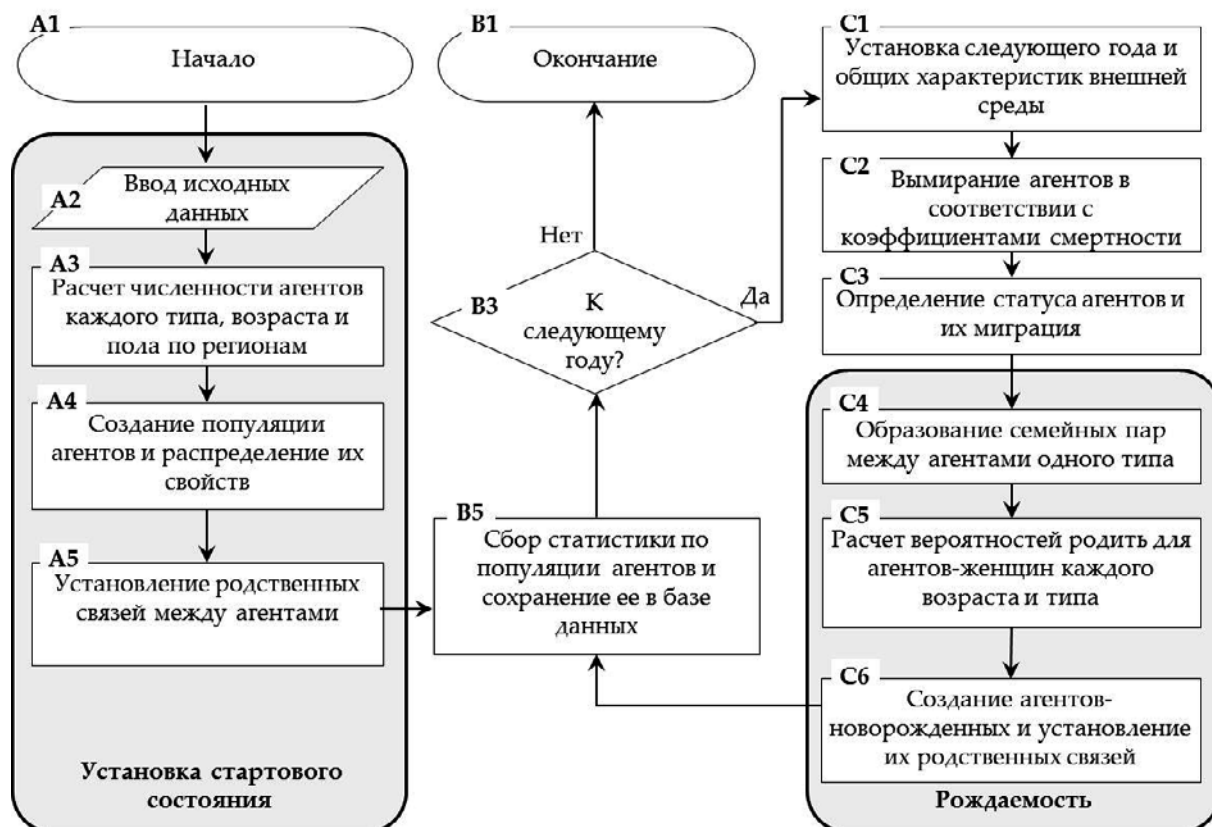 A1
Начало
A2
Ввод исходных
данных
A3
Расчет численности агентов
каждого типа, возраста и
пола по регионам
A4
Создание популяции
агентов и распределение их
свойств
A5
Установление родственных
связей между агентами
Установка стартового
состояния
B1
Окончание
Нет
B3
К
следующему
году?
Да
B5
Сбор статистики по
популяции агентов и
сохранение ее в базе
данных
C1
Установка следующего года и
общих характеристик внешней
среды
C2
Вымирание агентов в
соответствии с
коэффициентами смертности
C3
Определение статуса агентов и
их миграция
C4
Образование семейных пар
между агентами одного типа
C5
Расчет вероятностей родить для
агентов-женщин каждого
возраста и типа
C6
Создание агентов-
новорожденных и установление
их родственных связей
Рождаемость